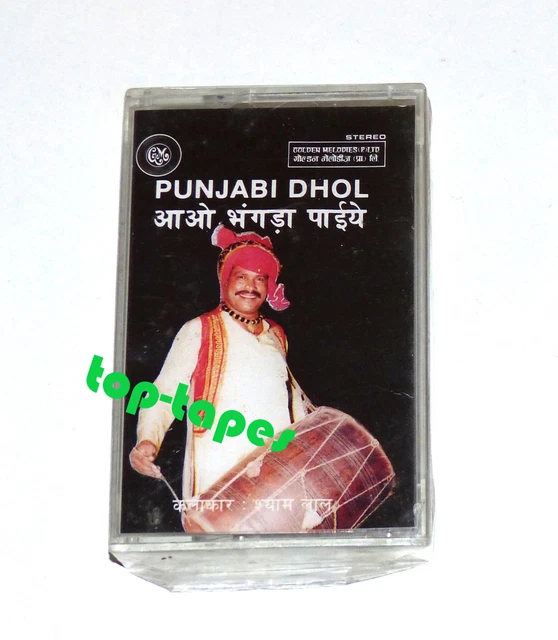 STEREO
GOLDEN MELODIES (P) LTD
गोल्डन मैलोडीज़ (प्रा) लि
PUNJABI DHOL
आओ भंगड़ा पाईये
top-tapes
कलाकार : श्याम लाल